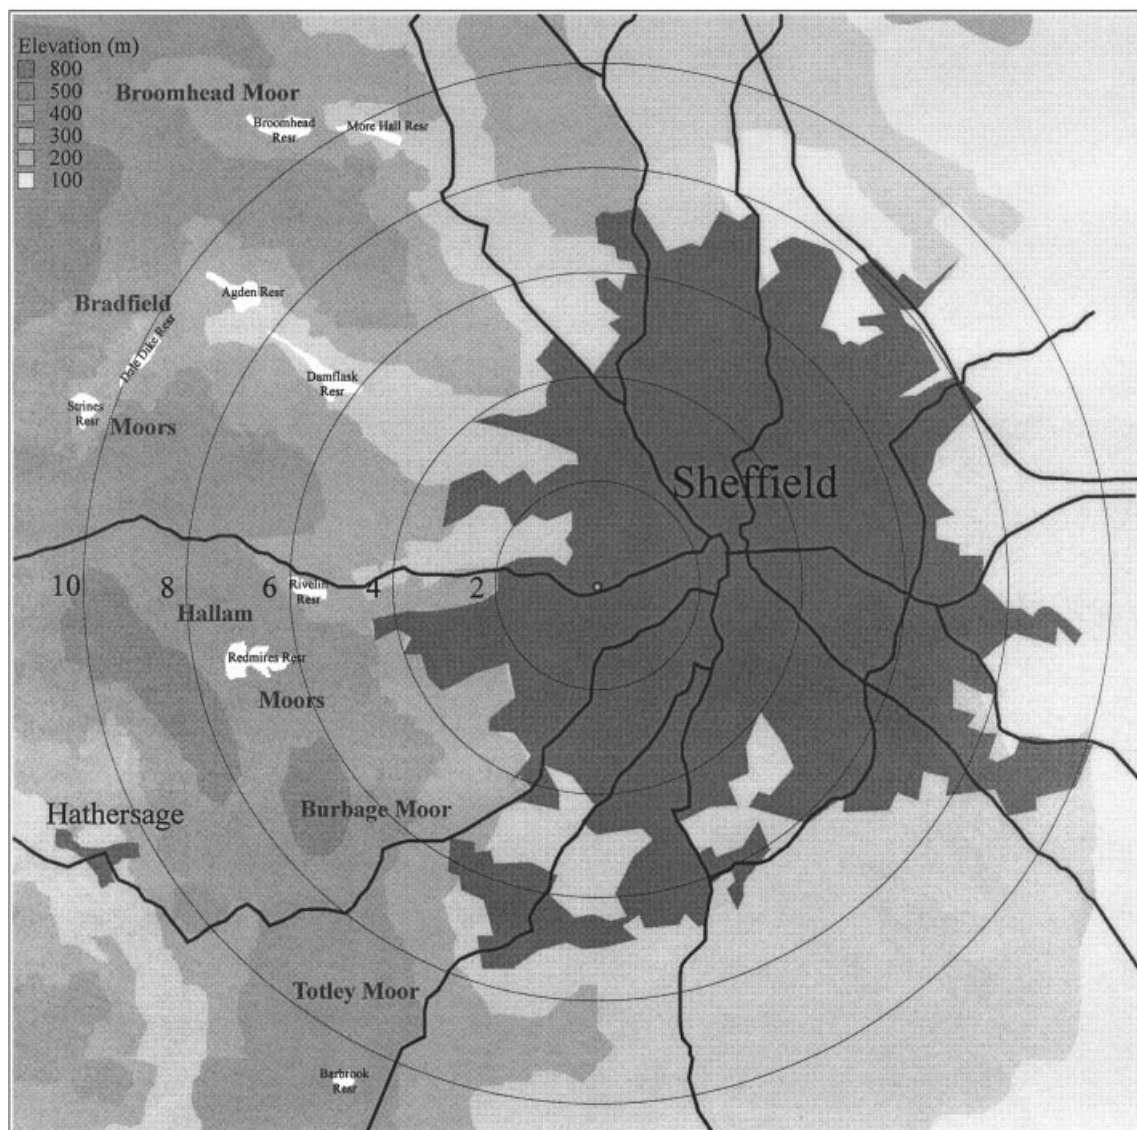 Elevation (m)
800
500
400
300
200
100
Broomhead Moor
Broomhead
Resr
More Hall Resr
Agden Resr
Bradfield
Dale Dike Resr
Damflask
Resr
Strines
Resr
Moors
Sheffield
10
8
6
4
2
Rivelin
Resr
Hallam
Redmires Resr
Moors
Hathersage
Burbage Moor
Totley Moor
Barbrook
Resr